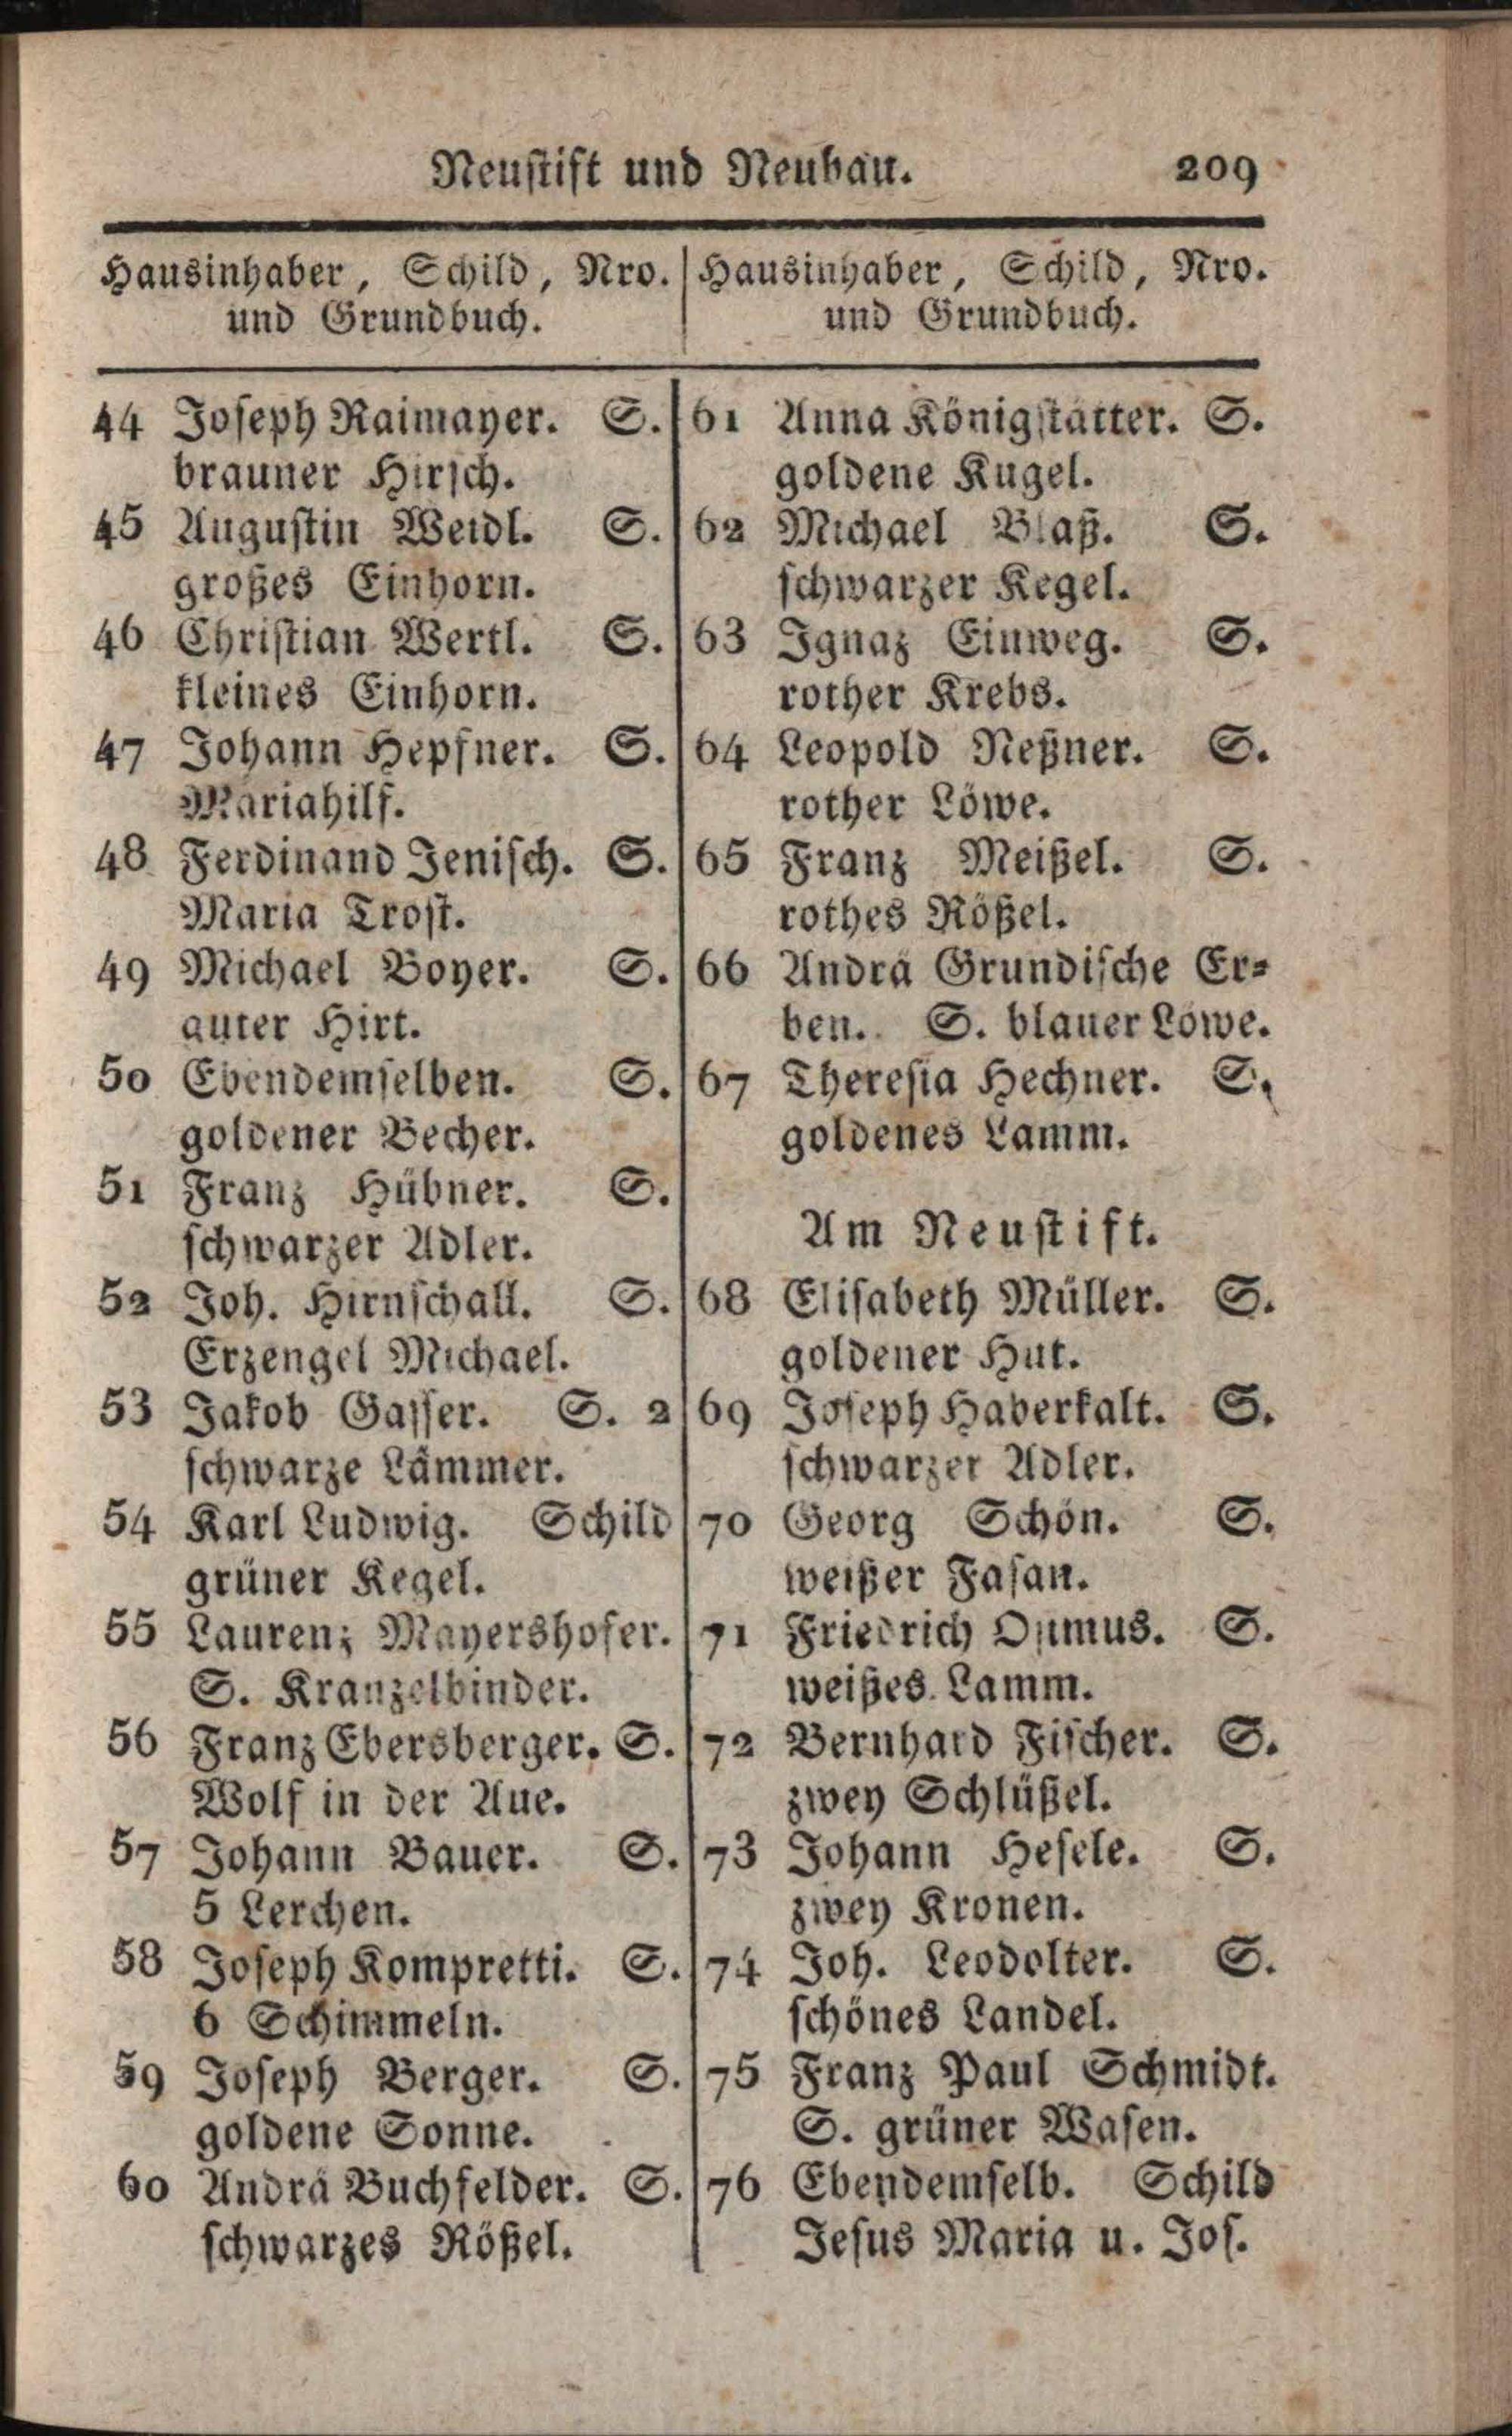 Neustift und Neubau. 209
Hausinhaber, Schild, Nro.
und Grundbuch.
44 Joseph Raimayer. S.
brauner Hirsch.
45 Augustin Weidl. S.
großes Einhorn.
46 Christian Wertl. S.
kleines Einhorn.
47 Johann Hepfner. S.
Mariahilf.
48 Ferdinand Jenisch. S.
Maria Trost.
49 Michael Boyer. S.
guter Hirt.
50 Ebendemselben. S.
goldener Becher.
51 Franz Hübner. S.
schwarzer Adler.
52 Joh. Hirnschall. S.
Erzengel Michael.
53 Jakob Gasser. S. 2
schwarze Lämmer.
54 Karl Ludwig. Schild
grüner Kegel.
55 Laurenz Mayershofer.
S. Kranzelbinder.
56 Franz Ebersberger. S.
Wolf in der Aue.
57 Johann Bauer. S.
5 Lerchen.
58 Joseph Kompretti. S.
6 Schimmeln.
59 Joseph Berger. S.
goldene Sonne.
60 Andrä Buchfelder. S.
schwarzes Rößel.
Hausinhaber, Schild, Nro.
und Grundbuch.
61 Anna Königstätter. S.
goldene Kugel.
62 Michael Blaß. S.
schwarzer Kegel.
63 Ignaz Einweg. S.
rother Krebs.
64 Leopold Neßner. S.
rother Löwe.
65 Franz Meißel. S.
rothes Rößel.
66 Andrä Grundische Er-
ben. S. blauer Löwe.
67 Theresia Hechner. S.
goldenes Lamm.
Am Neustift.
68 Elisabeth Müller. S.
goldener Hut.
69 Joseph Haberkalt. S.
schwarzer Adler.
70 Georg Schön. S.
weißer Fasan.
71 Friedrich S.
weißes Lamm.
72 Bernhard Fischer. S.
zwey Schlüßel.
73 Johann Hesele. S.
zwey Kronen.
74 Joh. Leodolter. S.
schönes Landel.
75 Franz Paul Schmidt.
S. grüner Wasen.
76 Ebendemselb. Schild
Jesus Maria u. Jos.